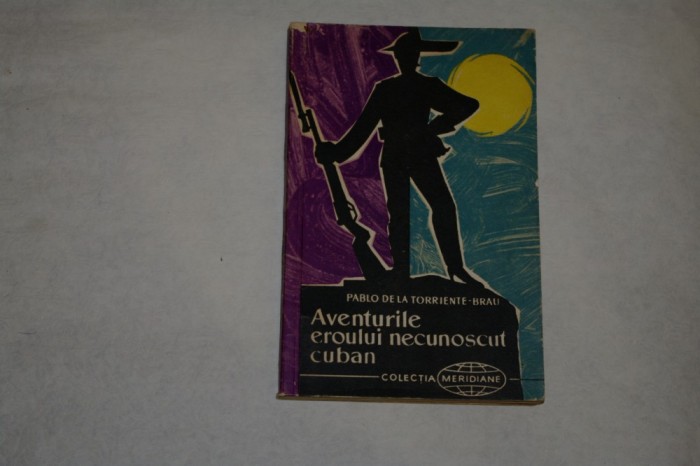 PABLO DE LA TORRIENTE-BRAU
Aventurile
eroului necunoscut
cuban
COLECȚIA MERIDIANE